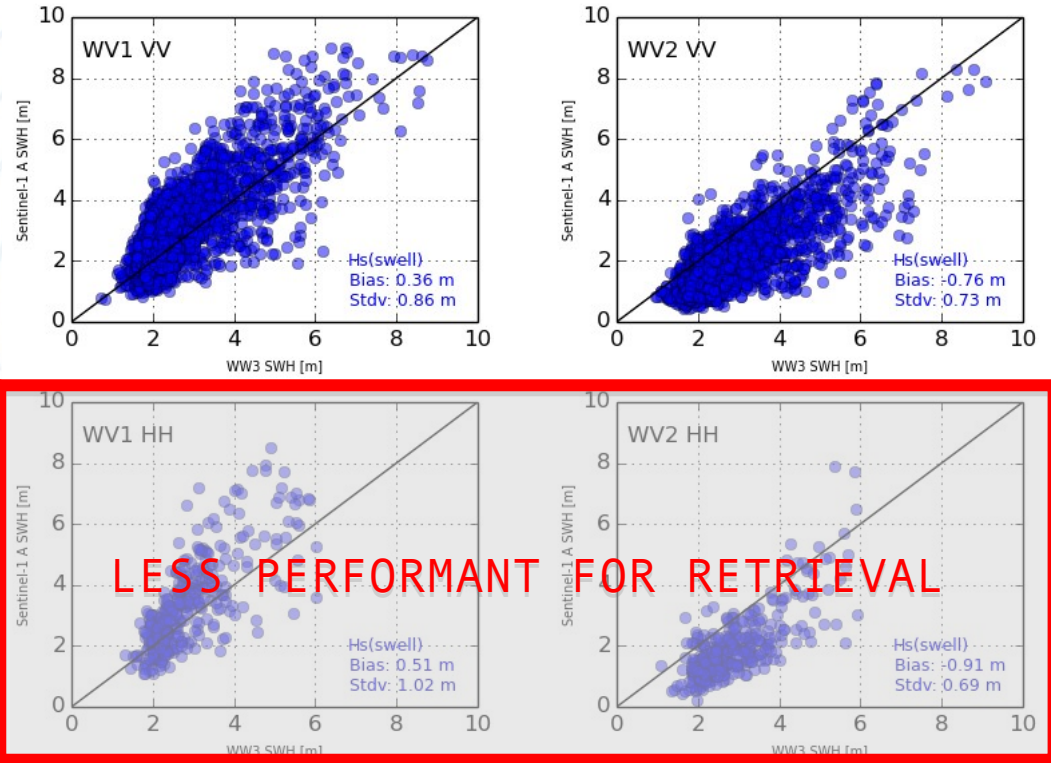 WV1 VV
Sentinel-1 A SWH [m]
10
8
6
4
2
0
Hs(swell)
Bias: 0.36 m
Stdv: 0.86 m
0 2 4 6 8 10
WW3 SWH [m]
WV2 VV
Sentinel-1 A SWH [m]
10
8
6
4
2
0
Hs(swell)
Bias: -0.76 m
Stdv: 0.73 m
0 2 4 6 8 10
WW3 SWH [m]
WV1 HH
Sentinel-1 A SWH [m]
10
8
6
4
2
0
Hs(swell)
Bias: 0.51 m
Stdv: 1.02 m
0 2 4 6 8 10
WW3 SWH [m]
WV2 HH
Sentinel-1 A SWH [m]
10
8
6
4
2
0
Hs(swell)
Bias: -0.91 m
Stdv: 0.69 m
0 2 4 6 8 10
WW3 SWH [m]
LESS PERFORMANT FOR RETRIEVAL